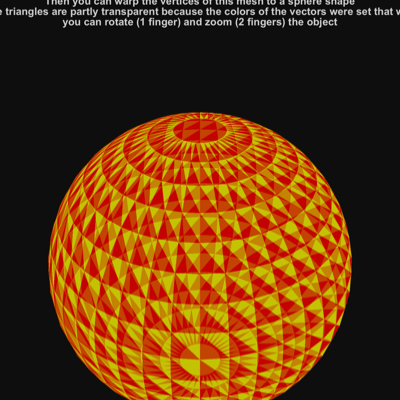 Then you can warp the vertices of this mesh to a sphere shape
triangles are partly transparent because the colors of the vectors were set that
you can rotate (1 finger) and zoom (2 fingers) the object